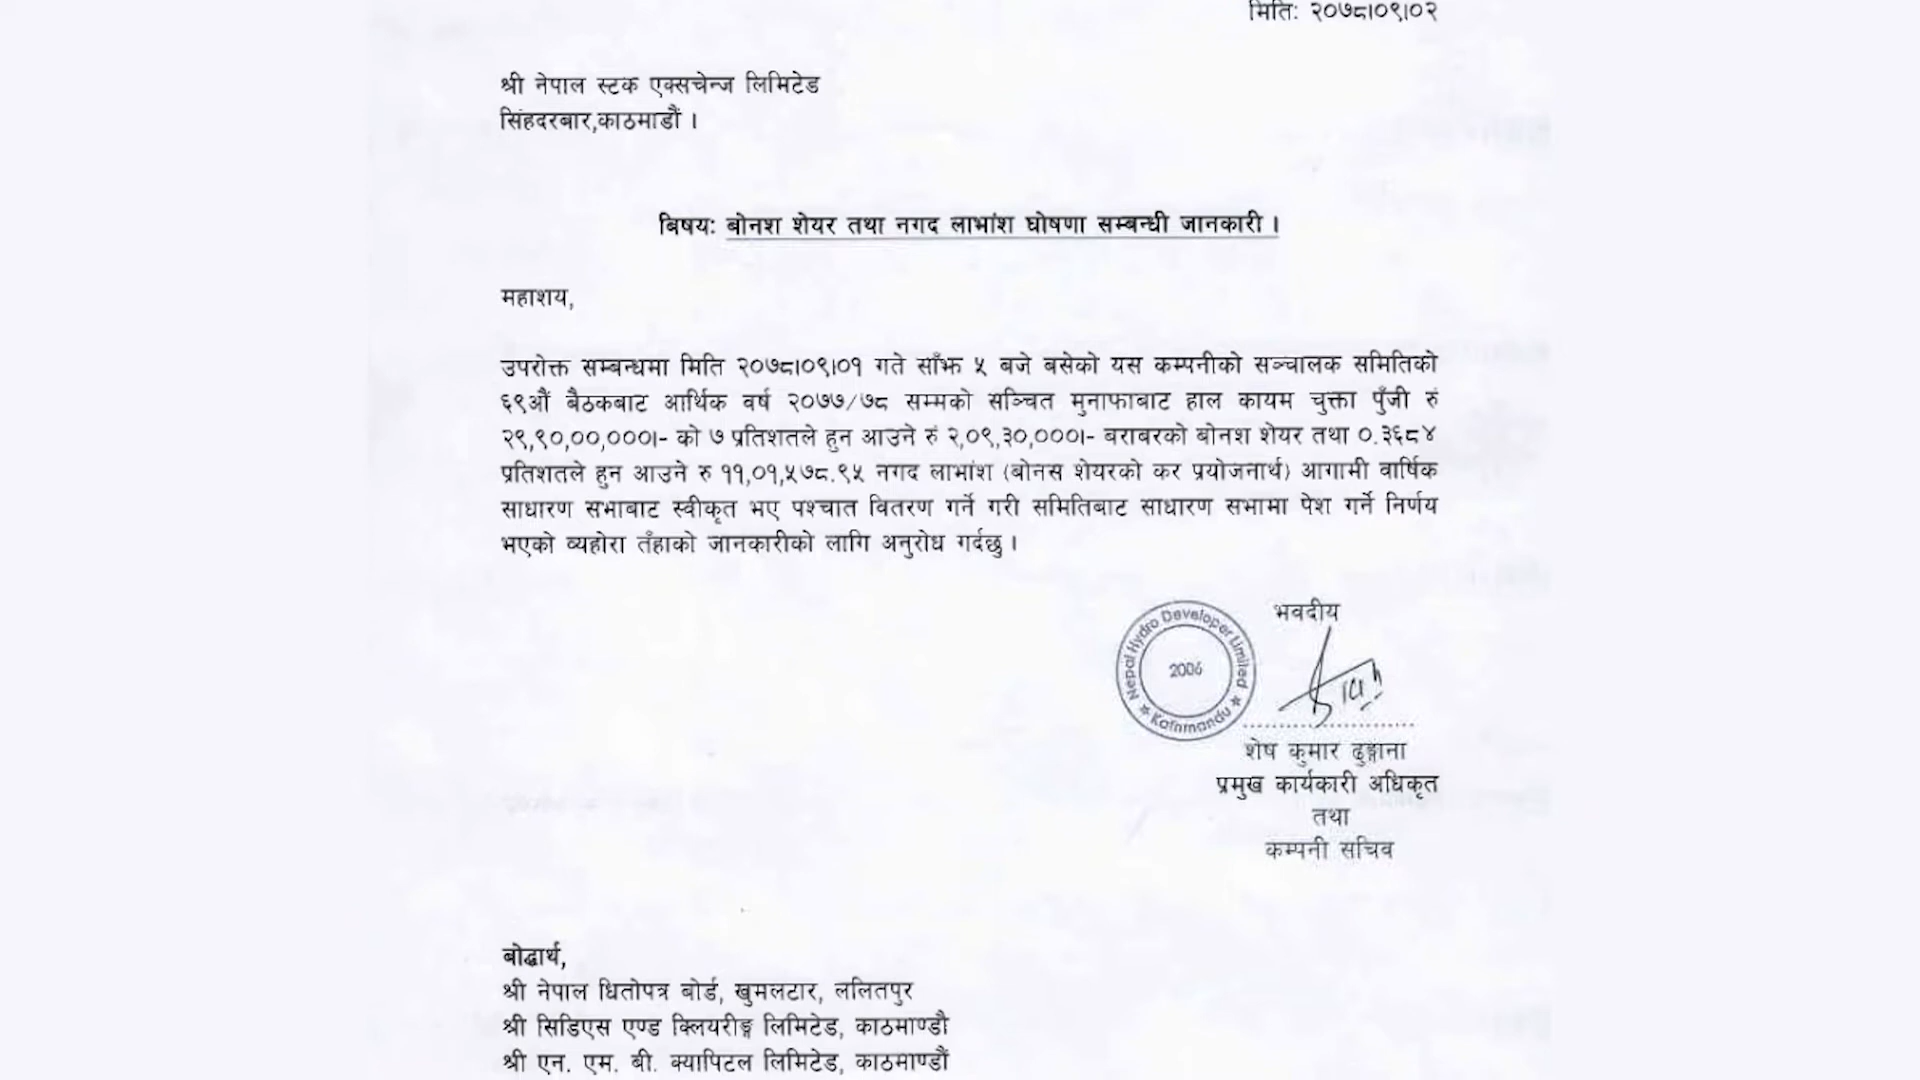 मितिः २०७८।०९।०२
श्री नेपाल स्टक एक्सचेन्ज लिमिटेड
सिंहदरबार,काठमाडौं ।
बिषयः बोनश शेयर तथा नगद लाभांश घोषणा सम्बन्धी जानकारी ।
महाशय,
उपरोक्त सम्बन्धमा मिति २०७८।०९।०१ गते साँझ ५ बजे बसेको यस कम्पनीको सञ्चालक समितिको
६९औं बैठकबाट आर्थिक वर्ष २०७७/७८ सम्मको सञ्चित मुनाफाबाट हाल कायम चुक्ता पुँजी रुं
२९,९०,००,०००।- को ७ प्रतिशतले हुन आउने रुं २,०९,३०,०००।- बराबरको बोनश शेयर तथा ०.३६८४
प्रतिशतले हुन आउने रु ११,०१,५७८.९५ नगद लाभांश (बोनस शेयरको कर प्रयोजनार्थ) आगामी वार्षिक
साधारण सभाबाट स्वीकृत भए पश्चात वितरण गर्ने गरी समितिबाट साधारण सभामा पेश गर्ने निर्णय
भएको व्यहोरा तँहाको जानकारीको लागि अनुरोध गर्दछु ।
भवदीय
Nepal Hydro Developer Limited
2006
Kathmandu
शेष कुमार ढुङ्गाना
प्रमुख कार्यकारी अधिकृत
तथा
कम्पनी सचिव
बोद्धार्थ,
श्री नेपाल धितोपत्र बोर्ड, खुमलटार, ललितपुर
श्री सिडिएस एण्ड क्लियरीङ्ग लिमिटेड, काठमाण्डौ
श्री एन. एम. बी. क्यापिटल लिमिटेड, काठमाण्डौं